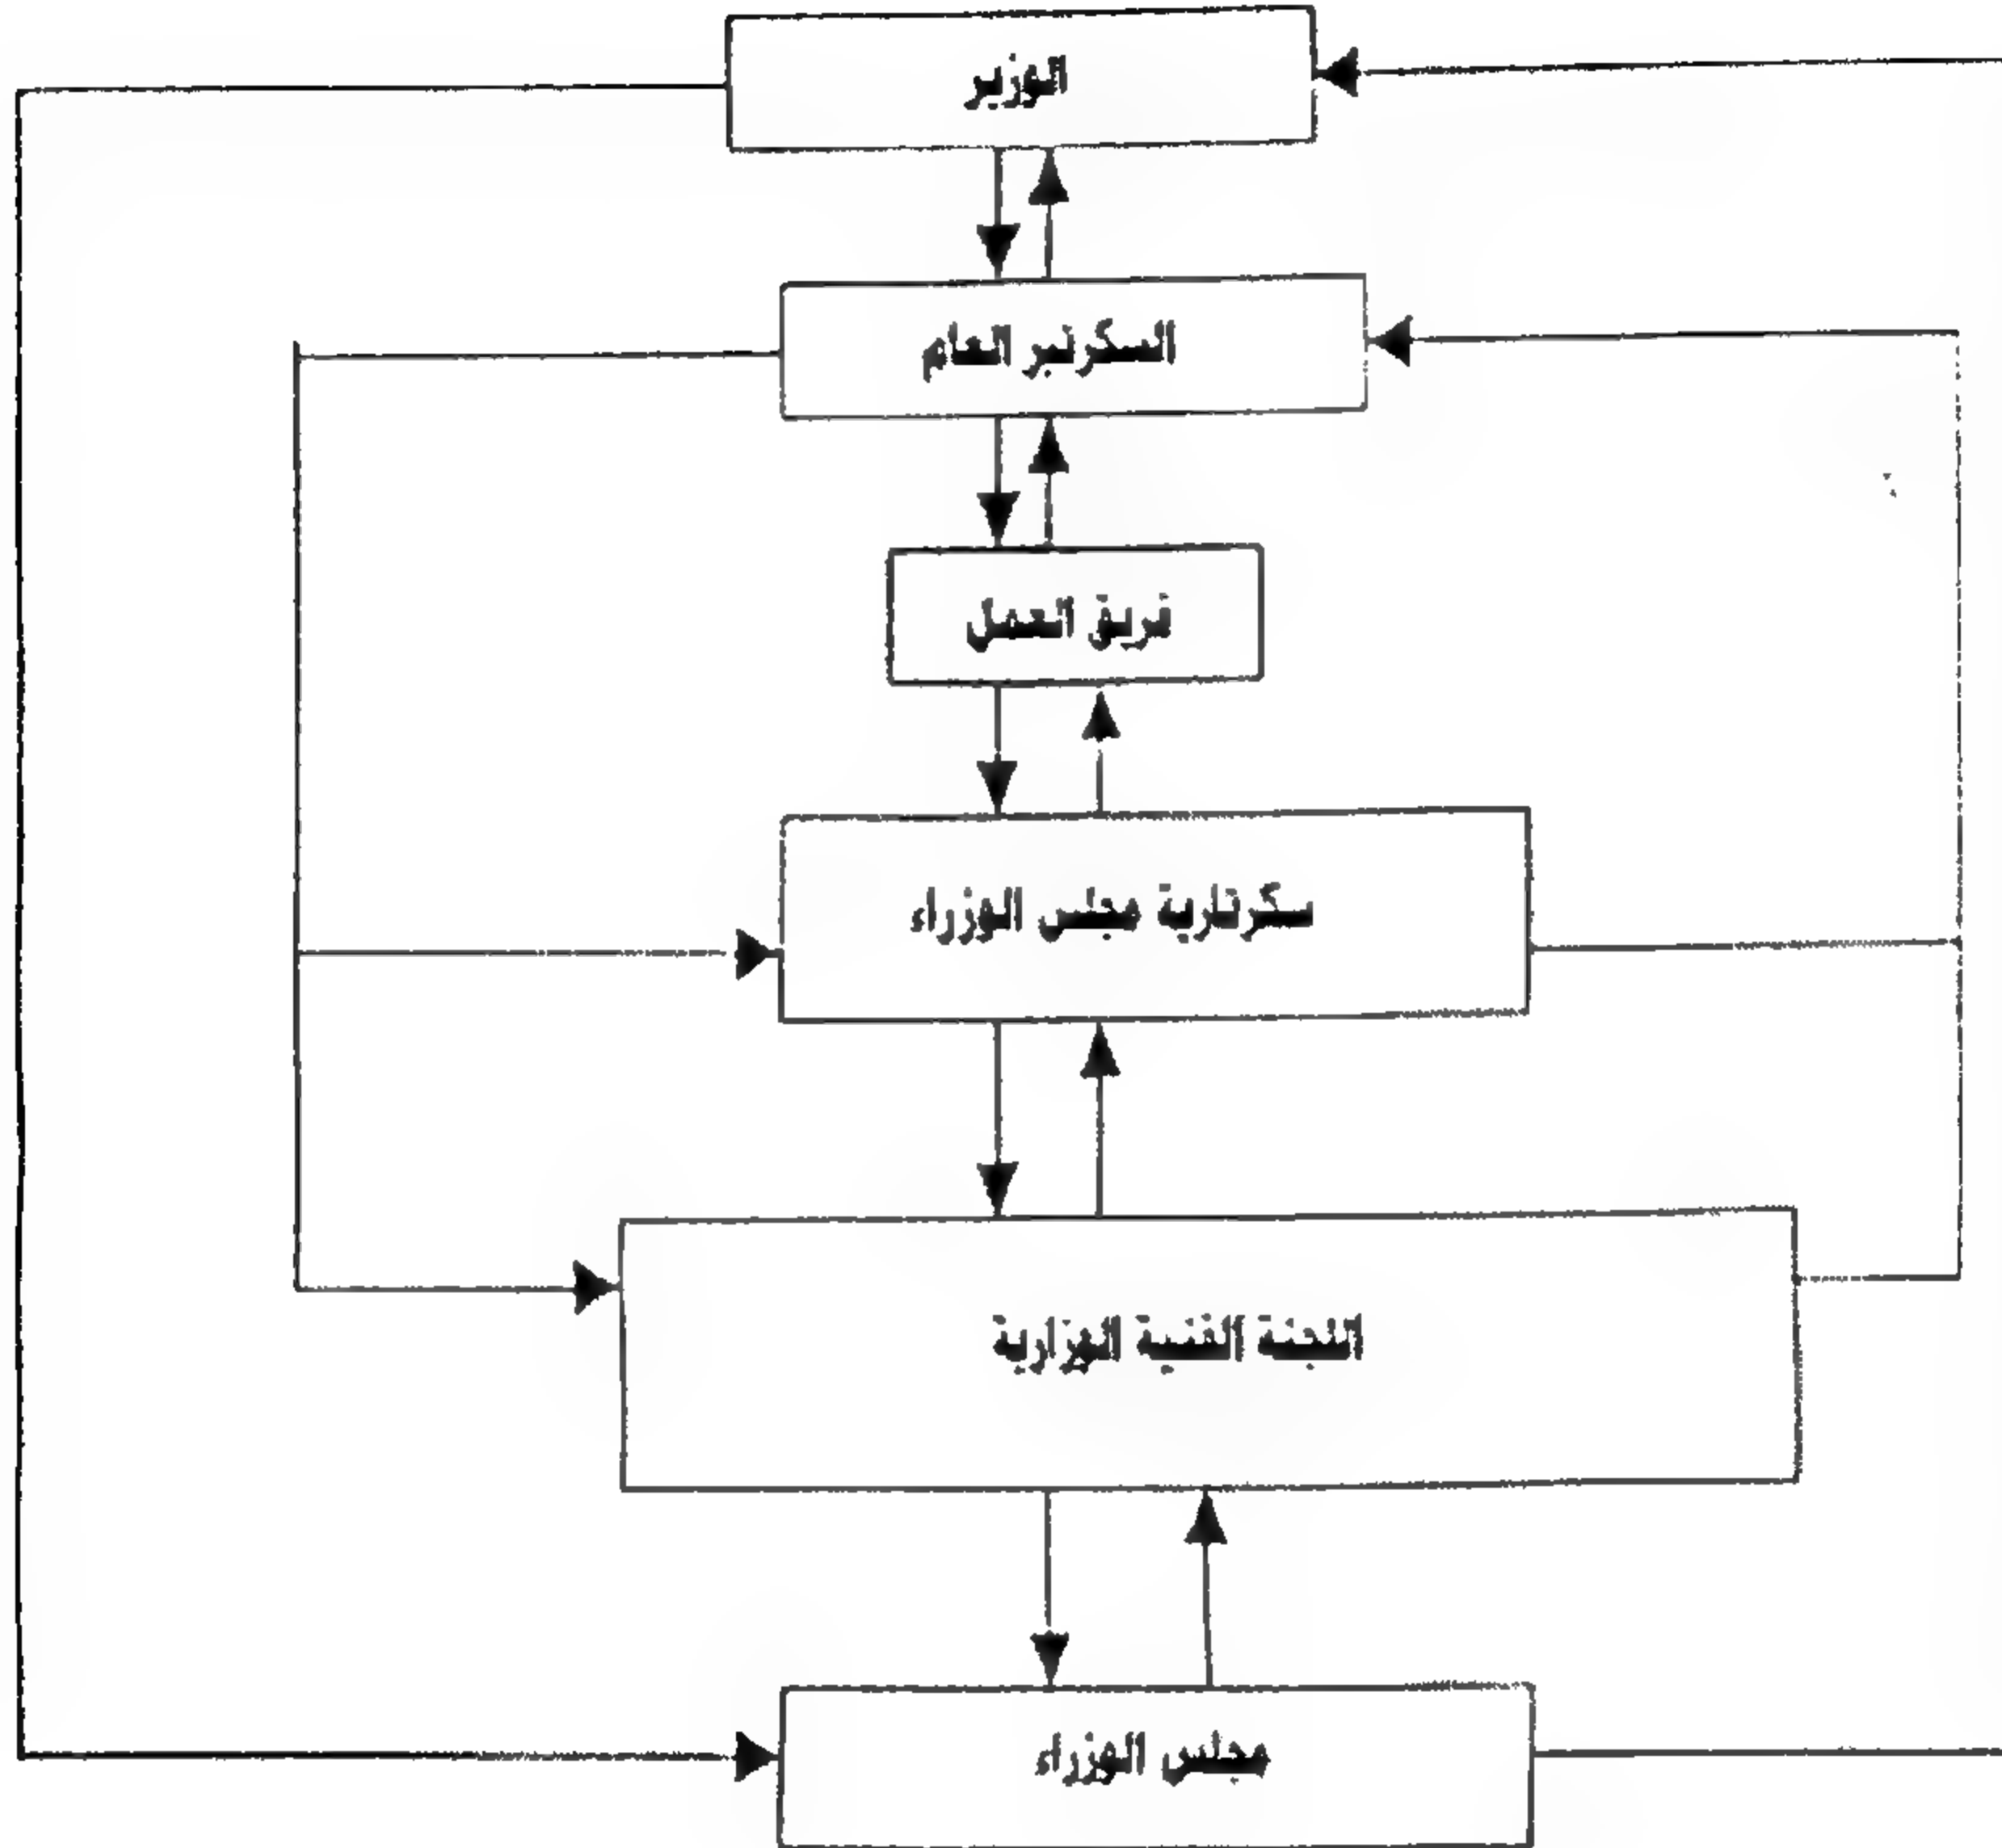 الوزير
السكرتير العام
فريق العمل
سكرتارية مجلس الوزراء
اللجنة الفنية الوزارية
مجلس الوزراء